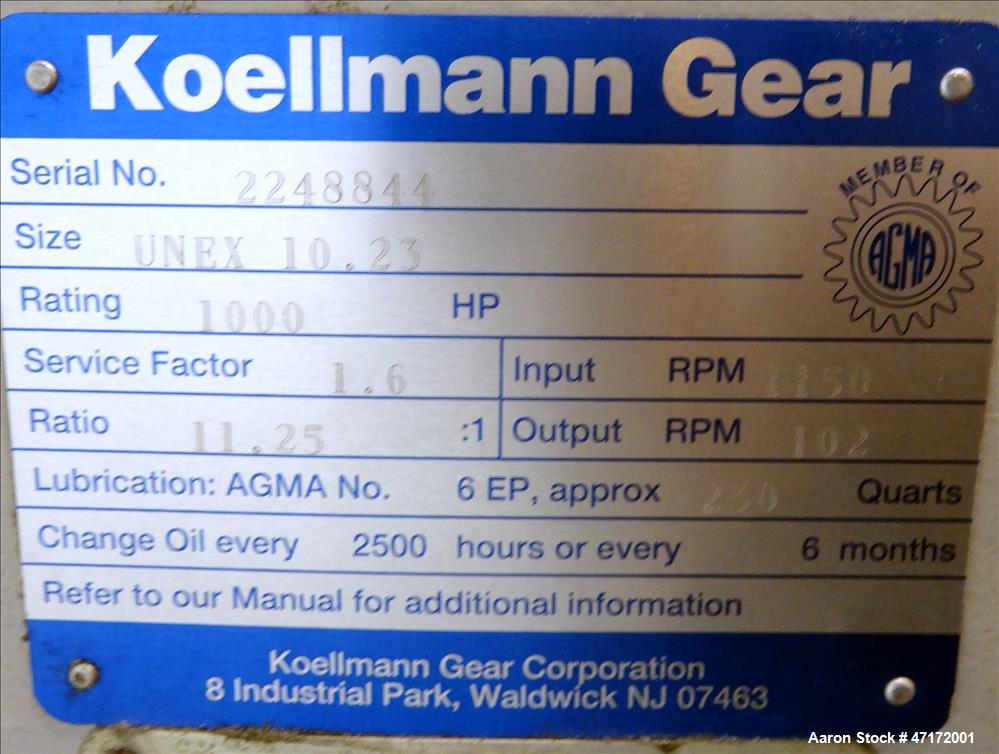 Koellmann Gear
Serial No. 2248844
MEMBER OF
AGMA
Size UNEX 10.23
Rating 1000 HP
Service Factor 1.6 Input RPM 1150
Ratio 11.25 :1 Output RPM 102
Lubrication: AGMA No. 6 EP, approx 230 Quarts
Change Oil every 2500 hours or every 6 months
Refer to our Manual for additional information
Koellmann Gear Corporation
8 Industrial Park, Waldwick NJ 07463
Aaron Stock # 47172001